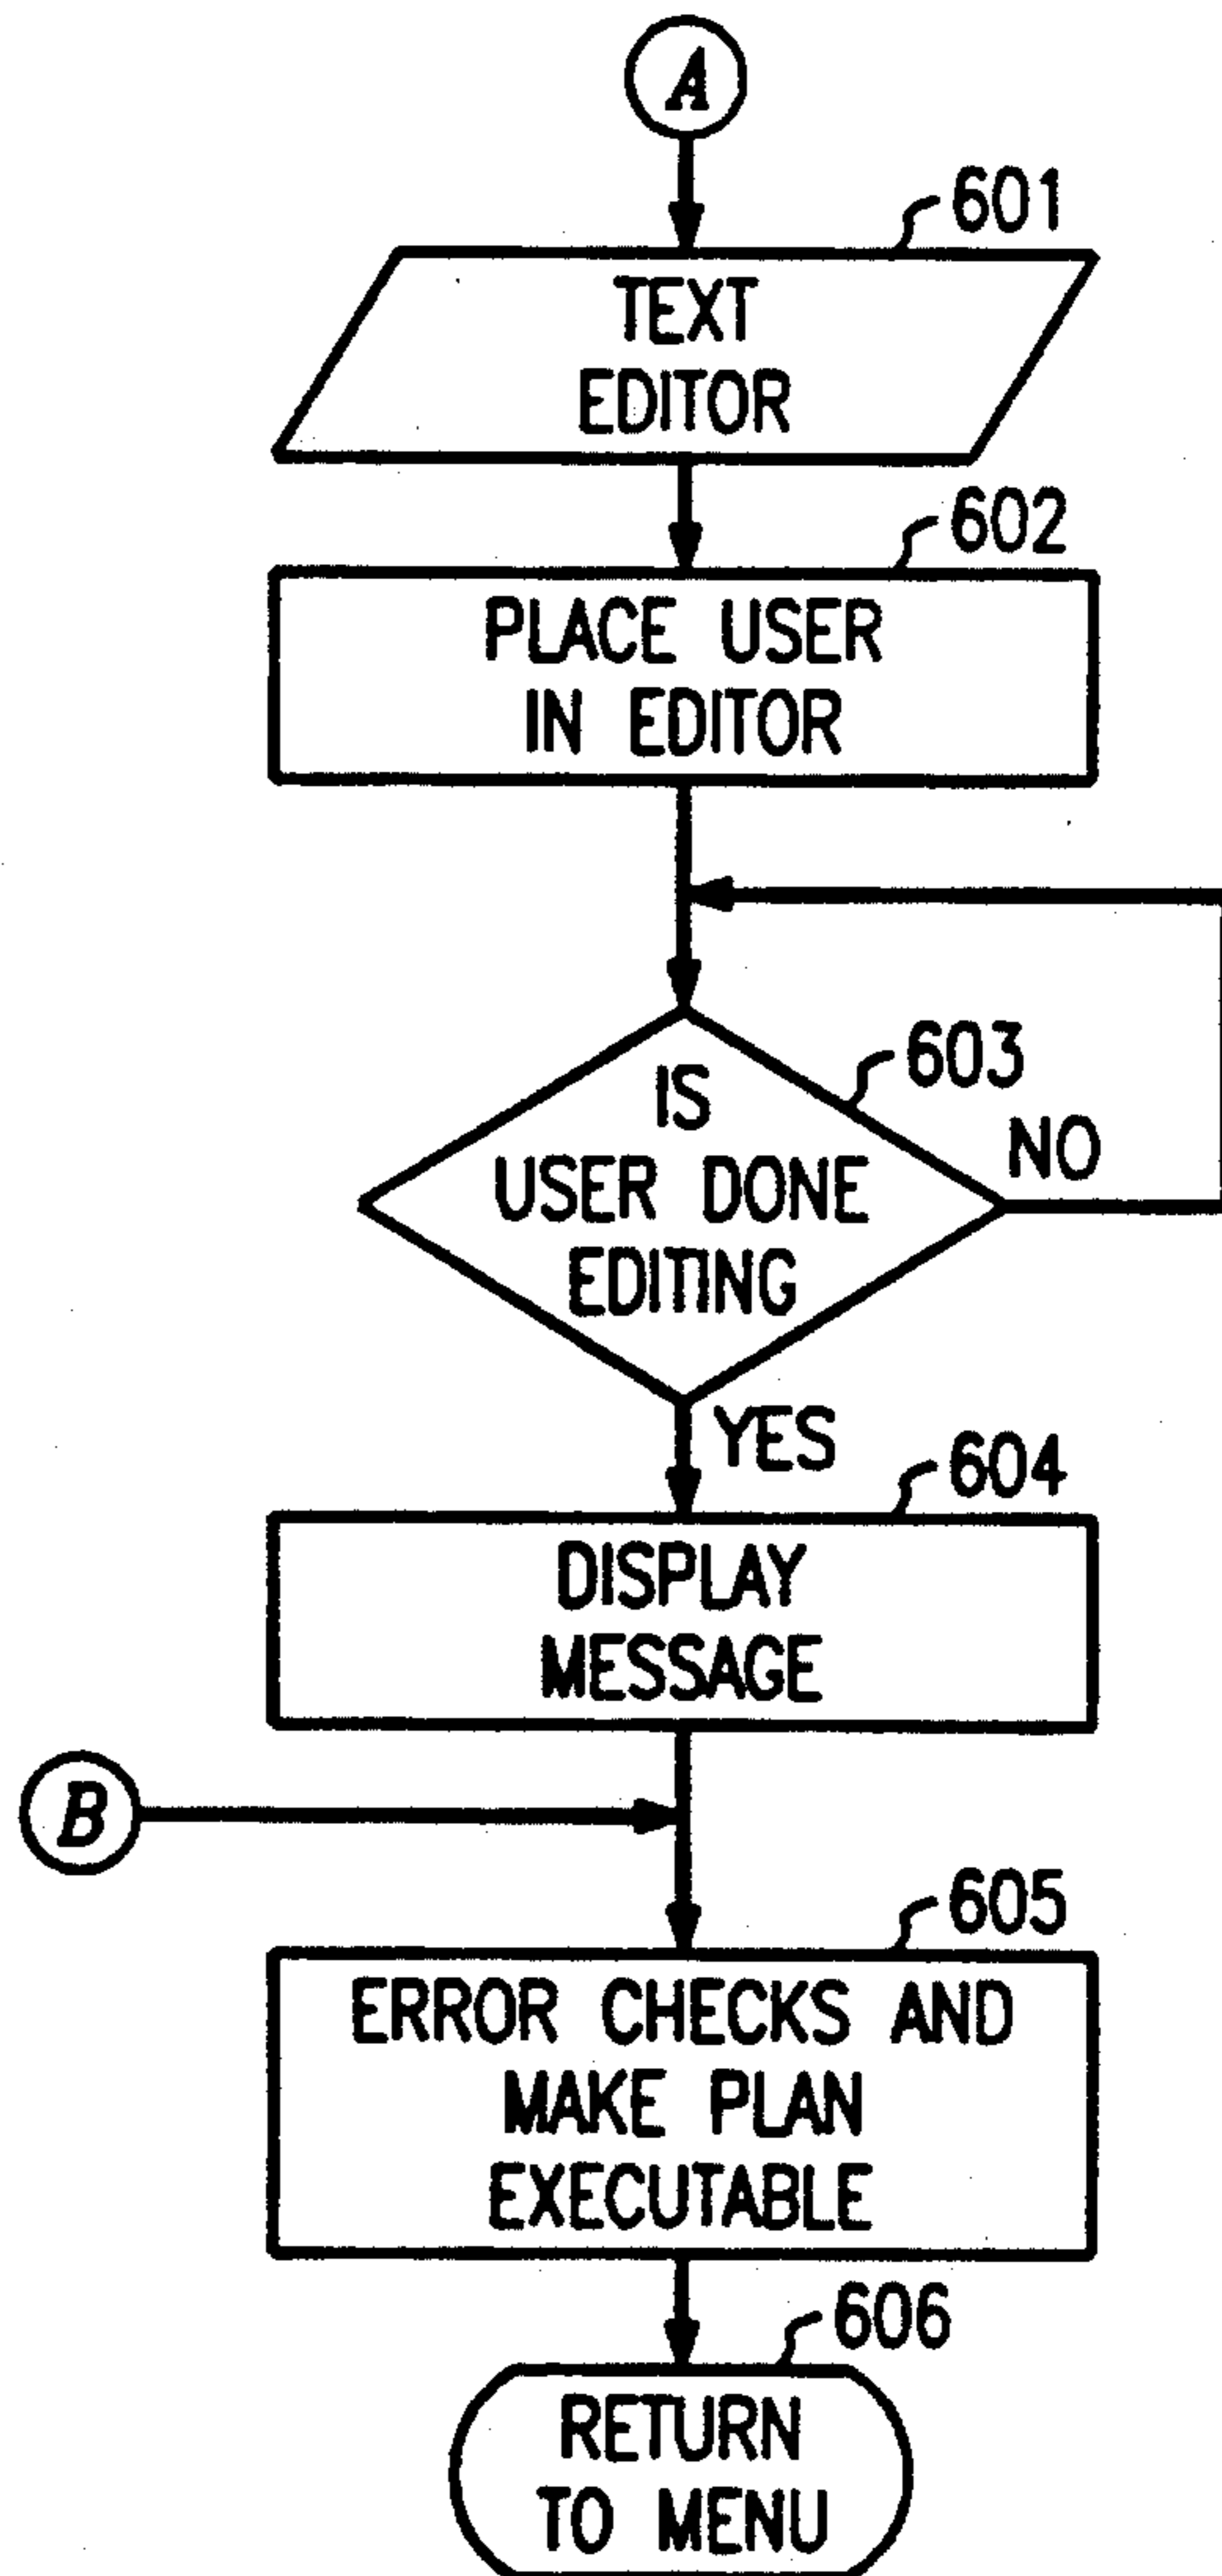 A
601
TEXT
EDITOR
602
PLACE USER
IN EDITOR
603
IS
USER DONE
EDITING
NO
YES
604
DISPLAY
MESSAGE
B
605
ERROR CHECKS AND
MAKE PLAN
EXECUTABLE
606
RETURN
TO MENU